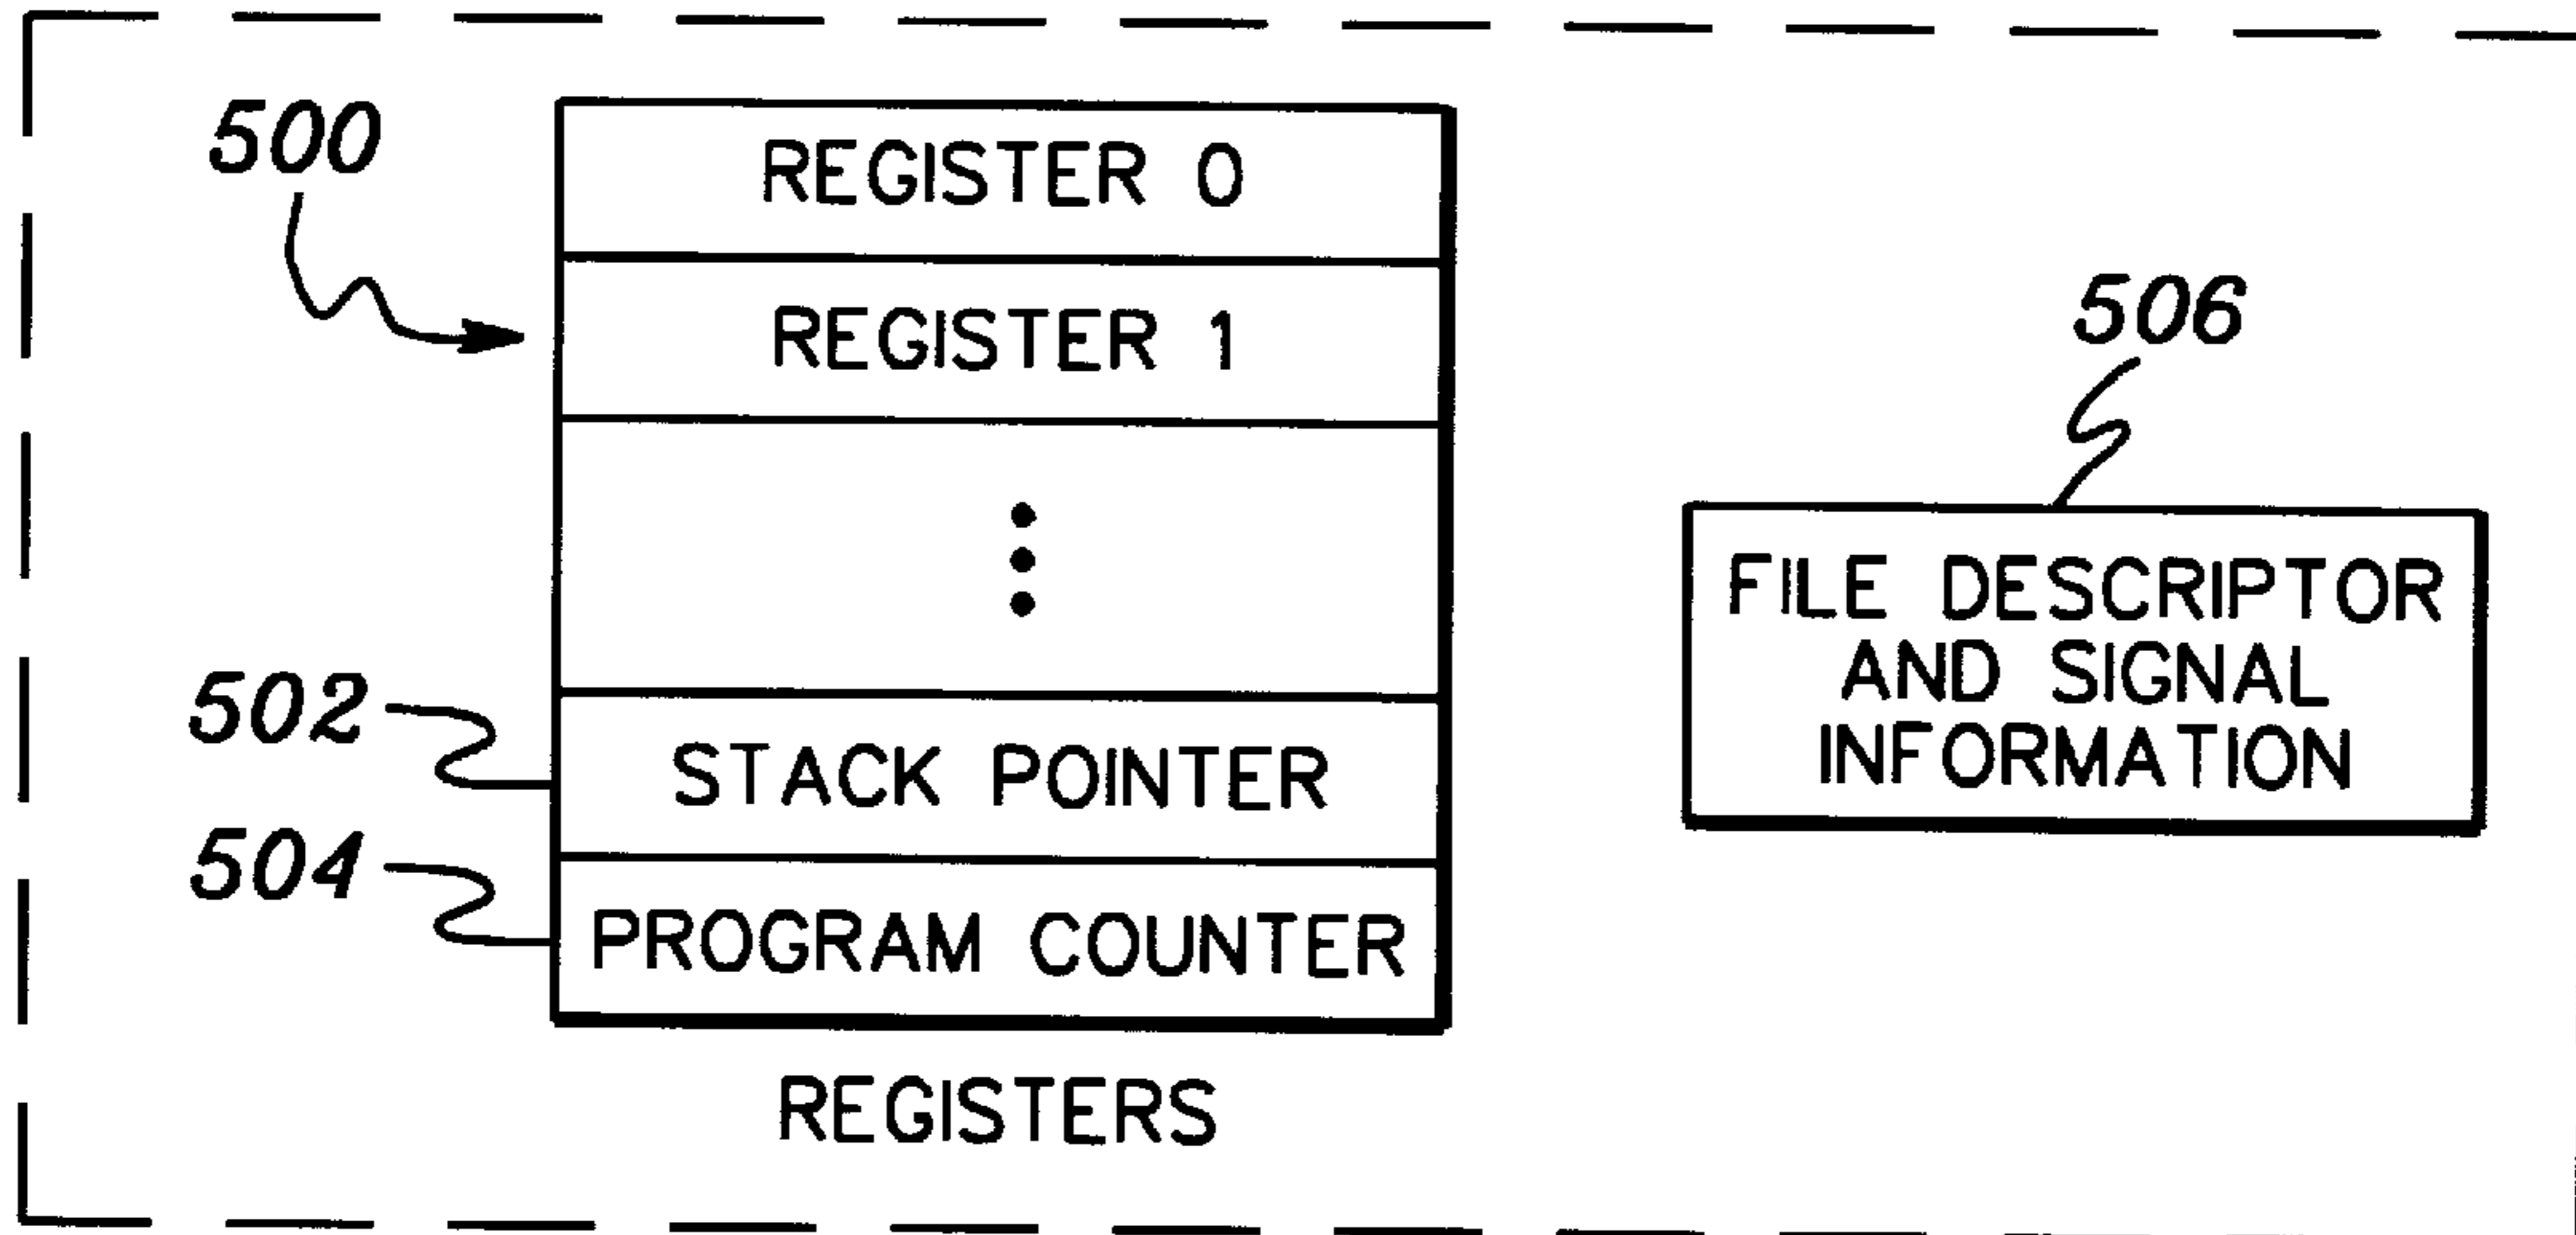 500
REGISTER 0
REGISTER 1
502
STACK POINTER
504
PROGRAM COUNTER
REGISTERS
506
FILE DESCRIPTOR
AND SIGNAL
INFORMATION